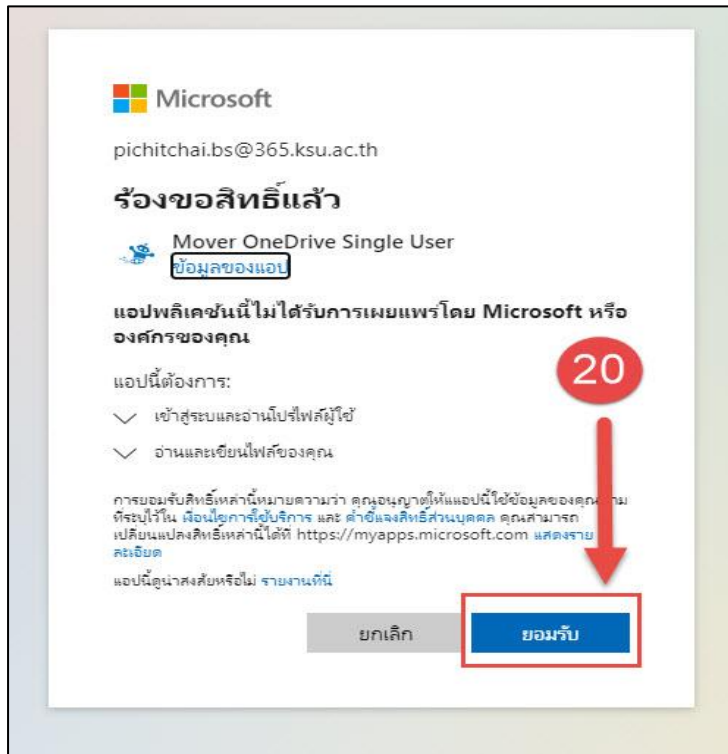 Microsoft
pichitchai.bs@365.ksu.ac.th
ร้องขอสิทธิ์แล้ว
Mover OneDrive Single User
ข้อมูลของแอป
แอปพลิเคชันนี้ไม่ได้รับการเผยแพร่โดย Microsoft หรือ
องค์กรของคุณ
20
แอปนี้ต้องการ:
เข้าสู่ระบบและอ่านโปรไฟล์ผู้ใช้
อ่านและเขียนไฟล์ของคุณ
การยอมรับสิทธิ์เหล่านี้หมายความว่า คุณอนุญาตให้แอปนี้ใช้ข้อมูลของคุณ
ที่ระบุไว้ใน เงื่อนไขการใช้บริการ และ คำชี้แจงสิทธิ์ส่วนบุคคล คุณสามารถ
เปลี่ยนแปลงสิทธิ์เหล่านี้ได้ที่ https://myapps.microsoft.com แสดงราย
ละเอียด
แอปนี้ดูน่าสงสัยหรือไม่ รายงานที่นี่
ยกเลิก
ยอมรับ